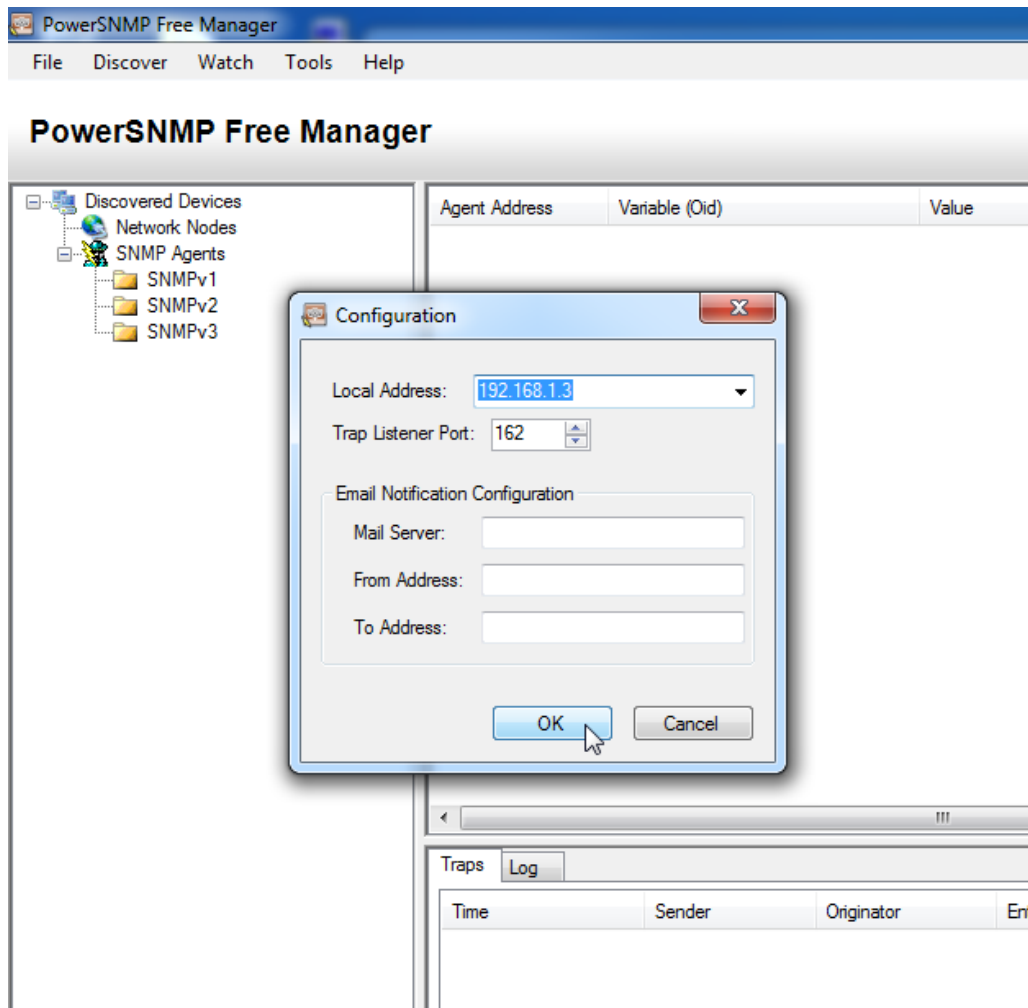 PowerSNMP Free Manager
File Discover Watch Tools Help
PowerSNMP Free Manager
Discovered Devices
Network Nodes
SNMP Agents
SNMPv1
SNMPv2
SNMPv3
Agent Address Variable (Oid) Value
Configuration
Local Address: 192.168.1.3
Trap Listener Port: 162
Email Notification Configuration
Mail Server:
From Address:
To Address:
OK Cancel
Traps Log
Time Sender Originator